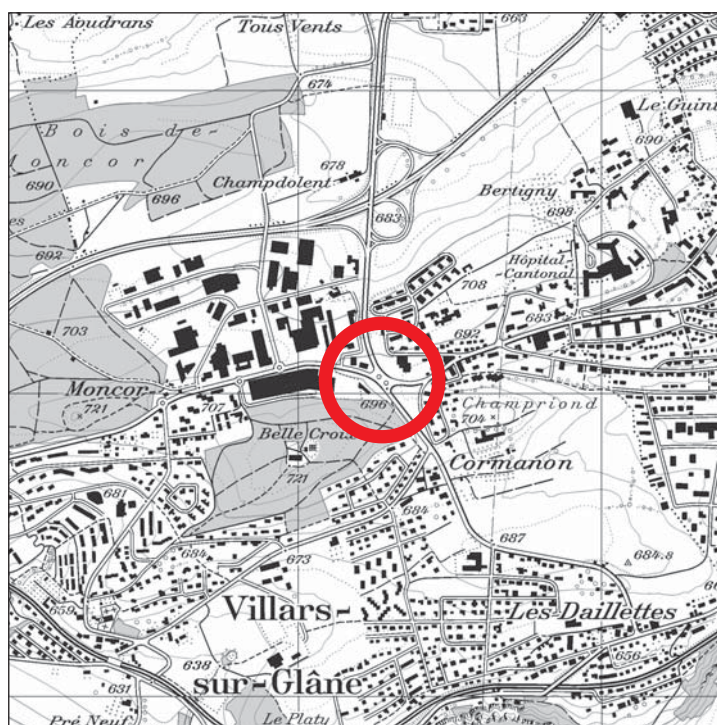 Les Aoudrans
Tous Vents
663
674
Le Guint
Bois de-
Moncor
690
678
690
Champdolent
Bertigny
696
683
698
692
Hôpital-
Cantonal
708
703
692
683
Moncor
721
707
696
Champriond
704
Belle Croix
721
Cormanon
681
684
687
684
673
684.8
659
Villars-
Les Daillettes
638
656
sur-Glâne
631
Pré Neuf
Le Platy